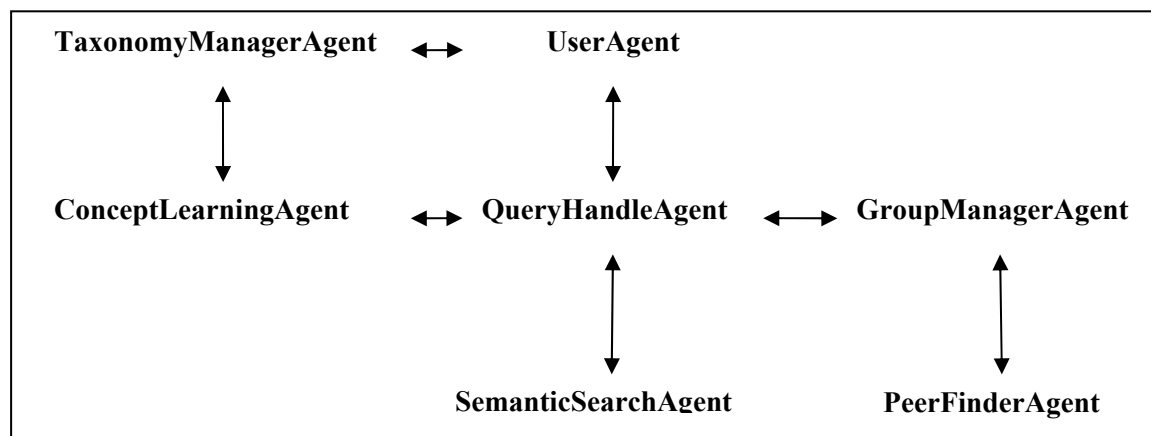 TaxonomyManagerAgent UserAgent
ConceptLearningAgent QueryHandleAgent GroupManagerAgent
SemanticSearchAgent PeerFinderAgent